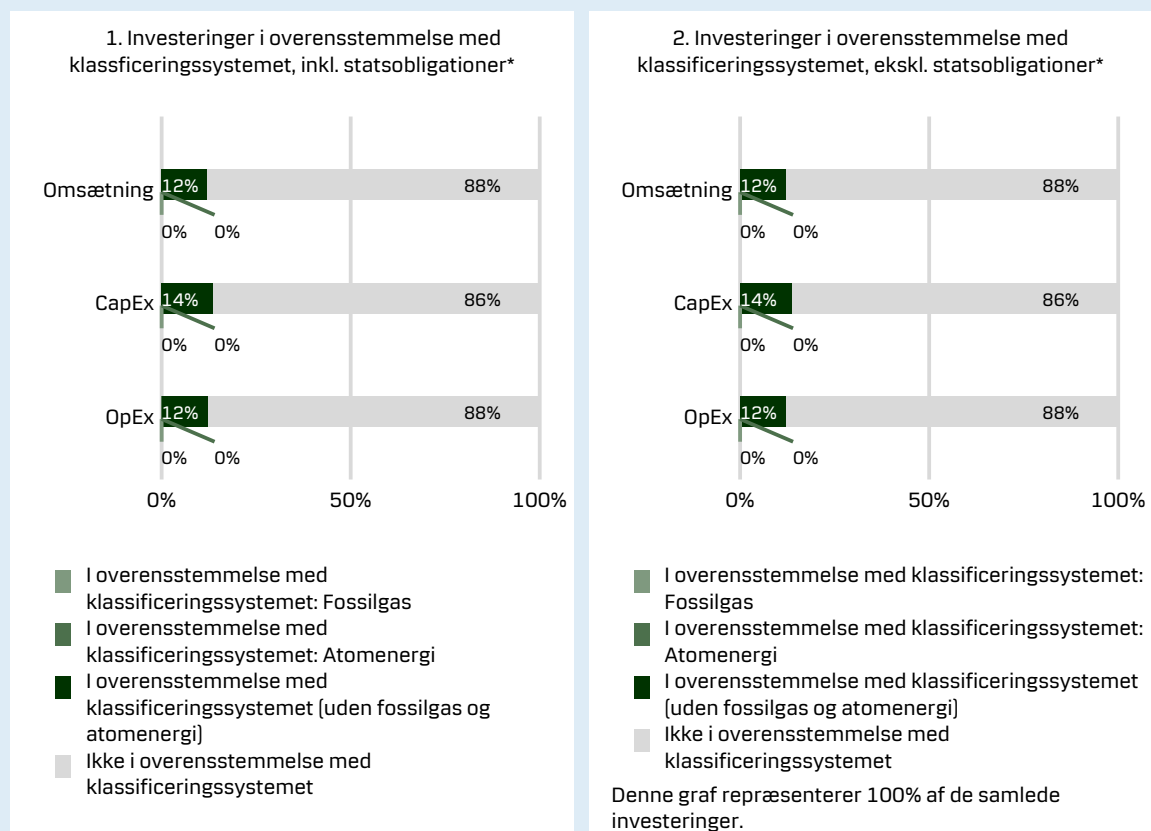 1. Investeringer i overensstemmelse med
klassficeringssystemet, inkl. statsobligationer*
Omsætning 12% 88%
0% 0%
CapEx 14% 86%
0% 0%
OpEx 12% 88%
0% 0%
0% 50% 100%
I overensstemmelse med
klassificeringssystemet: Fossilgas
I overensstemmelse med
klassificeringssystemet: Atomenergi
I overensstemmelse med
klassificeringssystemet (uden fossilgas og
atomenergi)
Ikke i overensstemmelse med
klassificeringssystemet
2. Investeringer i overensstemmelse med
klassificeringssystemet, ekskl. statsobligationer*
Omsætning 12% 88%
0% 0%
CapEx 14% 86%
0% 0%
OpEx 12% 88%
0% 0%
0% 50% 100%
I overensstemmelse med klassificeringssystemet:
Fossilgas
I overensstemmelse med klassificeringssystemet:
Atomenergi
I overensstemmelse med klassificeringssystemet
(uden fossilgas og atomenergi)
Ikke i overensstemmelse med
klassificeringssystemet
Denne graf repræsenterer 100% af de samlede
investeringer.